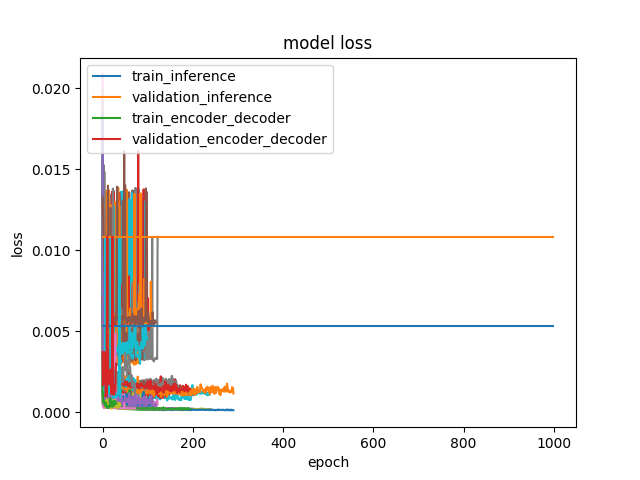 model loss
train_inference
validation_inference
train_encoder_decoder
validation_encoder_decoder
0.020
0.015
0.010
0.005
0.000
loss
0 200 400 600 800 1000
epoch